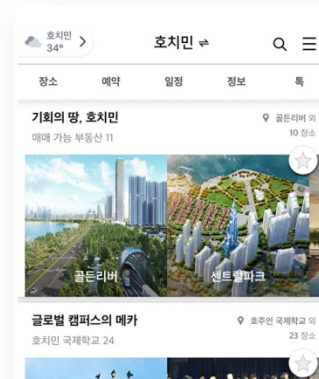 호치민
34°
호치민 ⇌
장소 예약 일정 정보 톡
기회의 땅, 호치민
매매 가능 부동산 11
골든리버 외
10 장소
골든리버
센트럴파크
글로벌 캠퍼스의 메카
호치민 국제학교 24
호주인 국제학교 외
23 장소